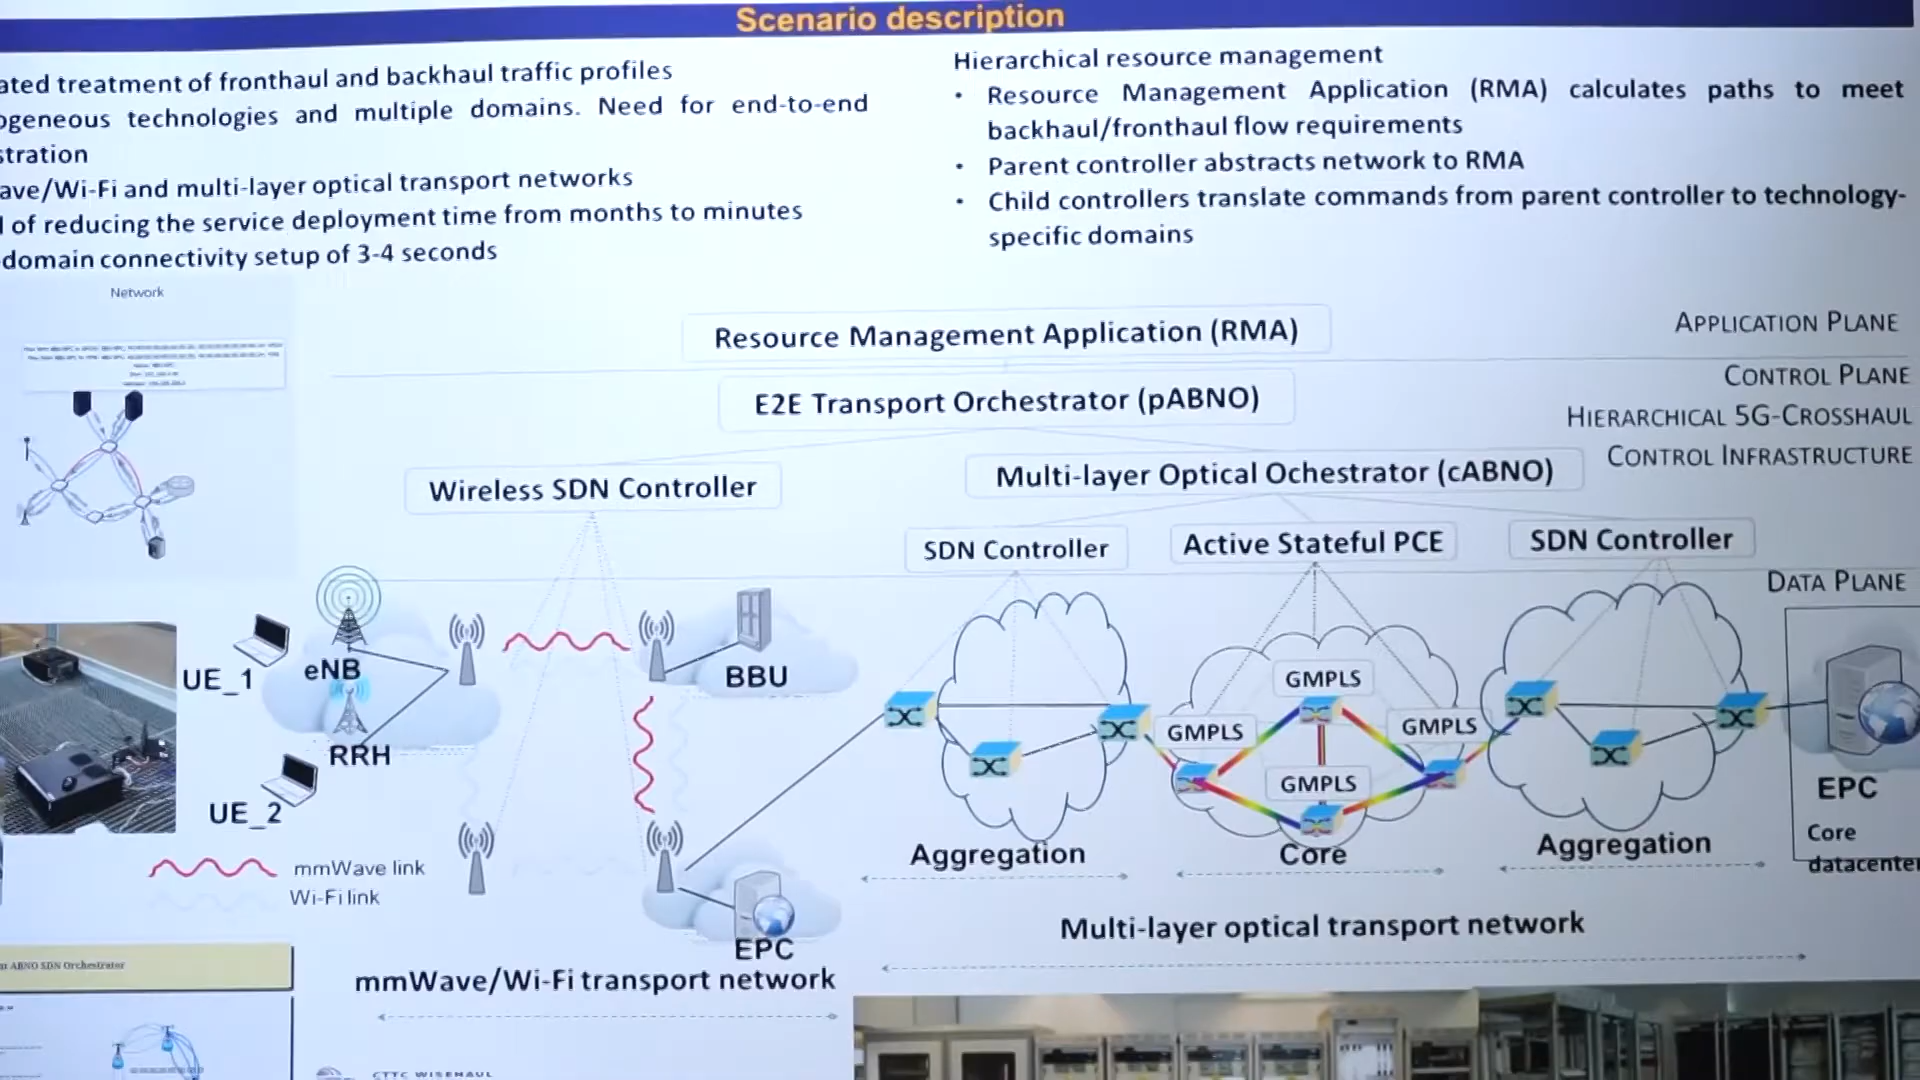 Scenario description
ated treatment of fronthaul and backhaul traffic profiles
ogeneous technologies and multiple domains. Need for end-to-end
stration
ave/Wi-Fi and multi-layer optical transport networks
l of reducing the service deployment time from months to minutes
domain connectivity setup of 3-4 seconds
Hierarchical resource management
• Resource Management Application (RMA) calculates paths to meet
backhaul/fronthaul flow requirements
• Parent controller abstracts network to RMA
• Child controllers translate commands from parent controller to technology-
specific domains
Network
Resource Management Application (RMA)
APPLICATION PLANE
E2E Transport Orchestrator (pABNO)
CONTROL PLANE
HIERARCHICAL 5G-CROSSHAUL
CONTROL INFRASTRUCTURE
Wireless SDN Controller
Multi-layer Optical Ochestrator (cABNO)
SDN Controller
Active Stateful PCE
SDN Controller
DATA PLANE
UE_1
eNB
BBU
RRH
UE_2
GMPLS
GMPLS
GMPLS
GMPLS
EPC
Core
datacenter
Aggregation
Core
Aggregation
mmWave link
Wi-Fi link
EPC
Multi-layer optical transport network
mmWave/Wi-Fi transport network
ABNO SDN Orchestrator
CTTC WISEHAUL